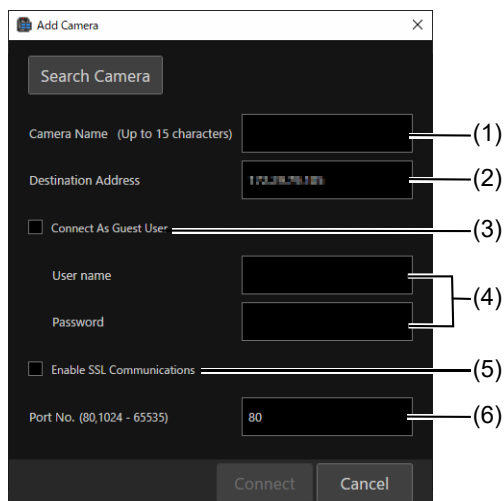 Add Camera
Search Camera
Camera Name (Up to 15 characters) (1)
Destination Address (2)
Connect As Guest User (3)
User name
(4)
Password
Enable SSL Communications (5)
Port No. (80,1024 - 65535) 80 (6)
Connect Cancel